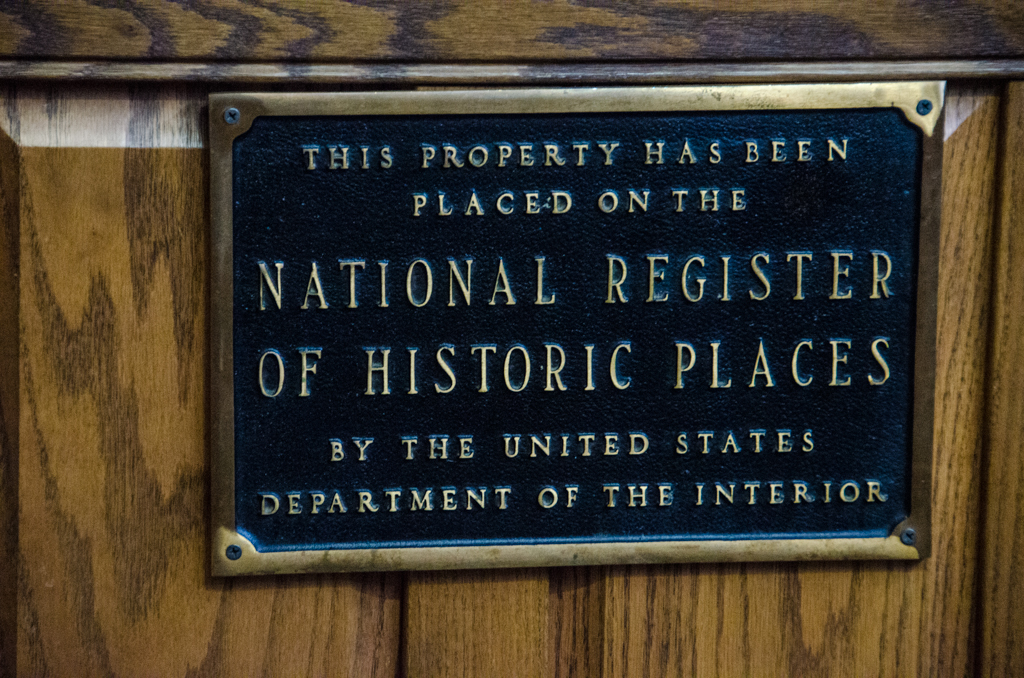 THIS PROPERTY HAS BEEN
PLACED ON THE
NATIONAL REGISTER
OF HISTORIC PLACES
BY THE UNITED STATES
DEPARTMENT OF THE INTERIOR